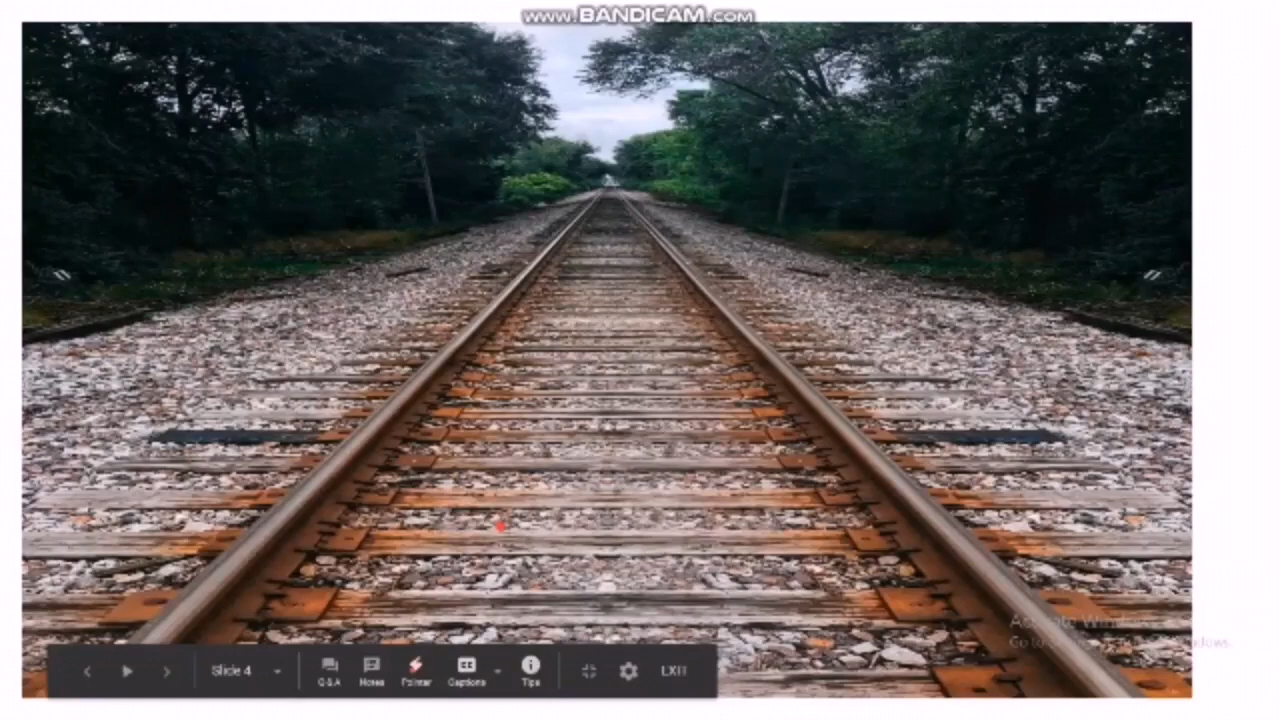 www.BANDICAM.com
Slide 4
Q&A
Notes
Pointer
Captions
Tips
EXIT